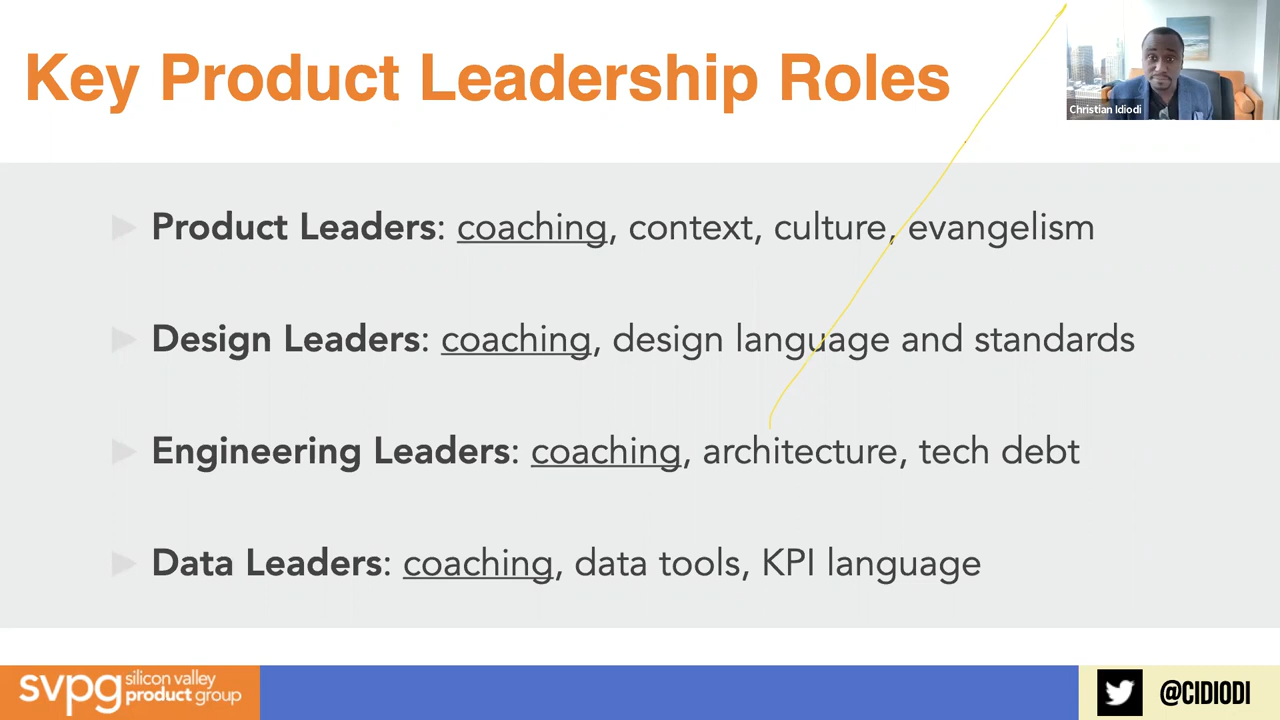 Key Product Leadership Roles
Christian Idiodi
Product Leaders: coaching, context, culture, evangelism
Design Leaders: coaching, design language and standards
Engineering Leaders: coaching, architecture, tech debt
Data Leaders: coaching, data tools, KPI language
svpg silicon valley
product group
@CIDIODI